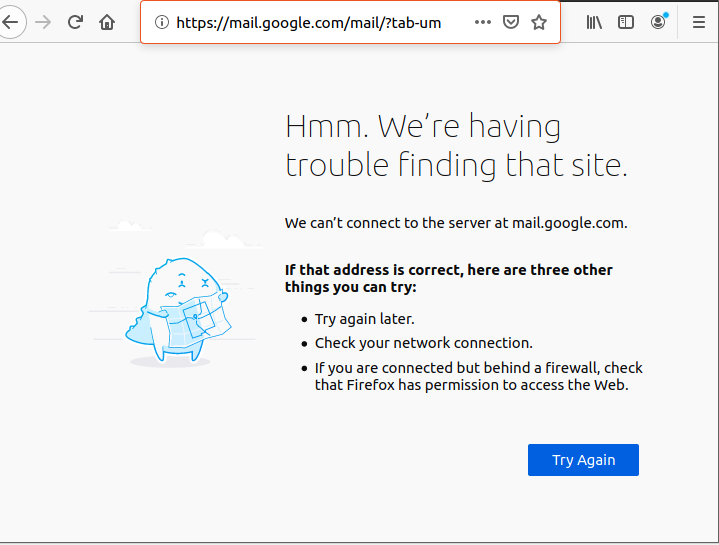 https://mail.google.com/mail/?tab-um
Hmm. We’re having
trouble finding that site.
We can’t connect to the server at mail.google.com.
If that address is correct, here are three other
things you can try:
Try again later.
Check your network connection.
If you are connected but behind a firewall, check
that Firefox has permission to access the Web.
Try Again